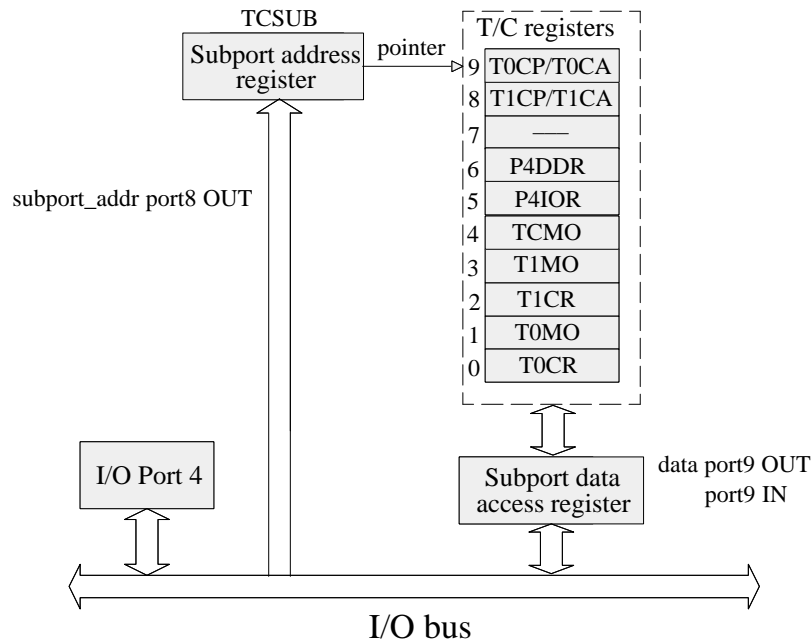 TCSUB
Subport address
register
pointer
T/C registers
9 T0CP/T0CA
8 T1CP/T1CA
7 —
6 P4DDR
5 P4IOR
4 TCMO
3 T1MO
2 T1CR
1 T0MO
0 T0CR
subport_addr port8 OUT
I/O Port 4
Subport data
access register
data port9 OUT
port9 IN
I/O bus